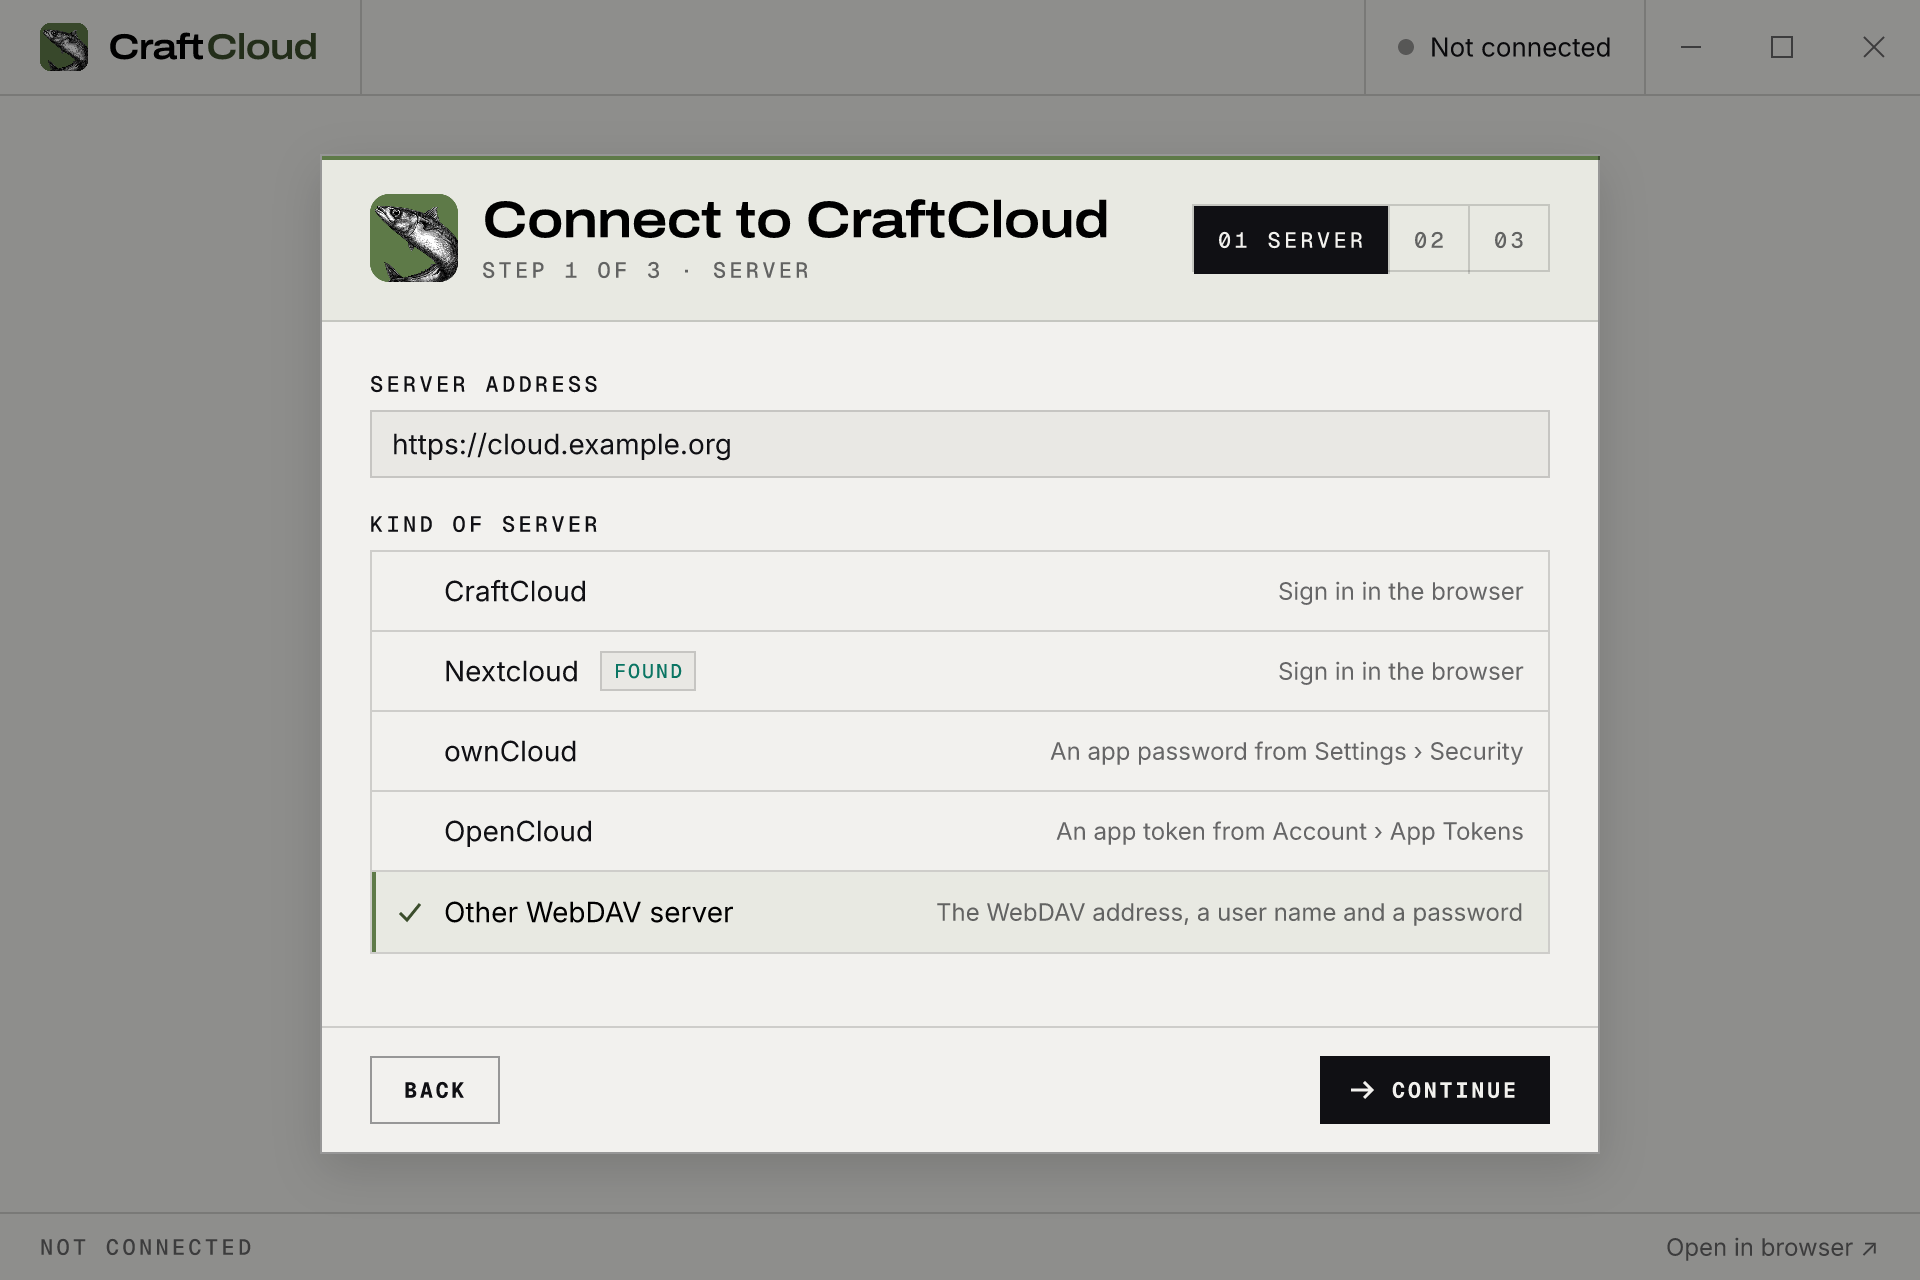 CraftCloud
Not connected
Connect to CraftCloud
STEP 1 OF 3 · SERVER
01 SERVER 02 03
SERVER ADDRESS
https://cloud.example.org
KIND OF SERVER
CraftCloud Sign in in the browser
Nextcloud FOUND Sign in in the browser
ownCloud An app password from Settings › Security
OpenCloud An app token from Account › App Tokens
Other WebDAV server The WebDAV address, a user name and a password
BACK
→ CONTINUE
NOT CONNECTED
Open in browser ↗